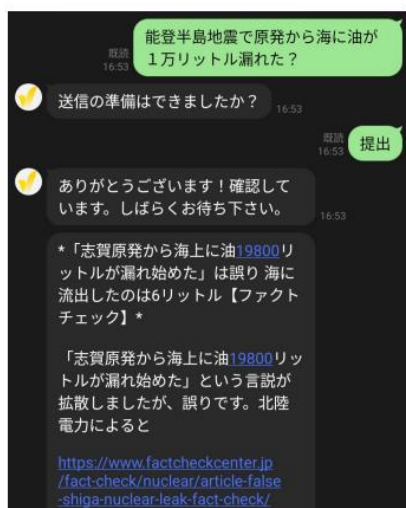 能登半島地震で原発から海に油が
１万リットル漏れた？
既読
16:53
送信の準備はできましたか？
16:53
既読
16:53
提出
ありがとうございます！確認して
います。しばらくお待ち下さい。
16:53
*「志賀原発から海上に油19800リ
ットルが漏れ始めた」は誤り 海に
流出したのは6リットル【ファクト
チェック】*
「志賀原発から海上に油19800リッ
トルが漏れ始めた」という言説が
拡散しましたが、誤りです。北陸
電力によると
https://www.factcheckcenter.jp
/fact-check/nuclear/article-false
-shiga-nuclear-leak-fact-check/